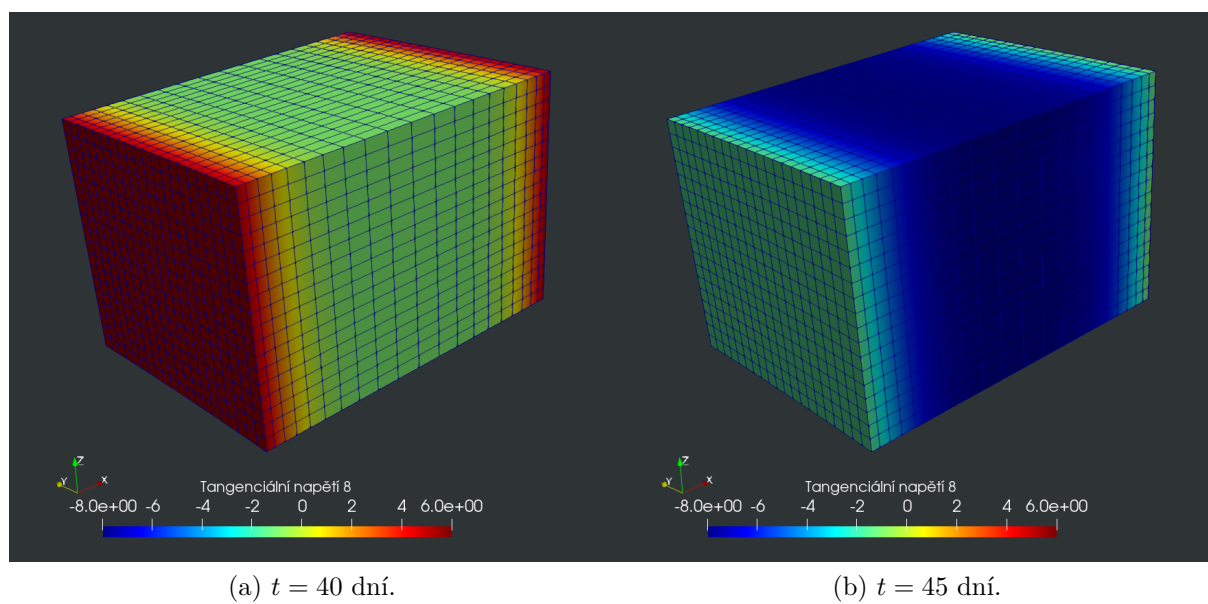 Z
Y
X
Tangenciální napětí 8
-8.0e+00 -6 -4 -2 0 2 4 6.0e+00
Z
Y
X
Tangenciální napětí 8
-8.0e+00 -6 -4 -2 0 2 4 6.0e+00
(a) t = 40 dní.
(b) t = 45 dní.